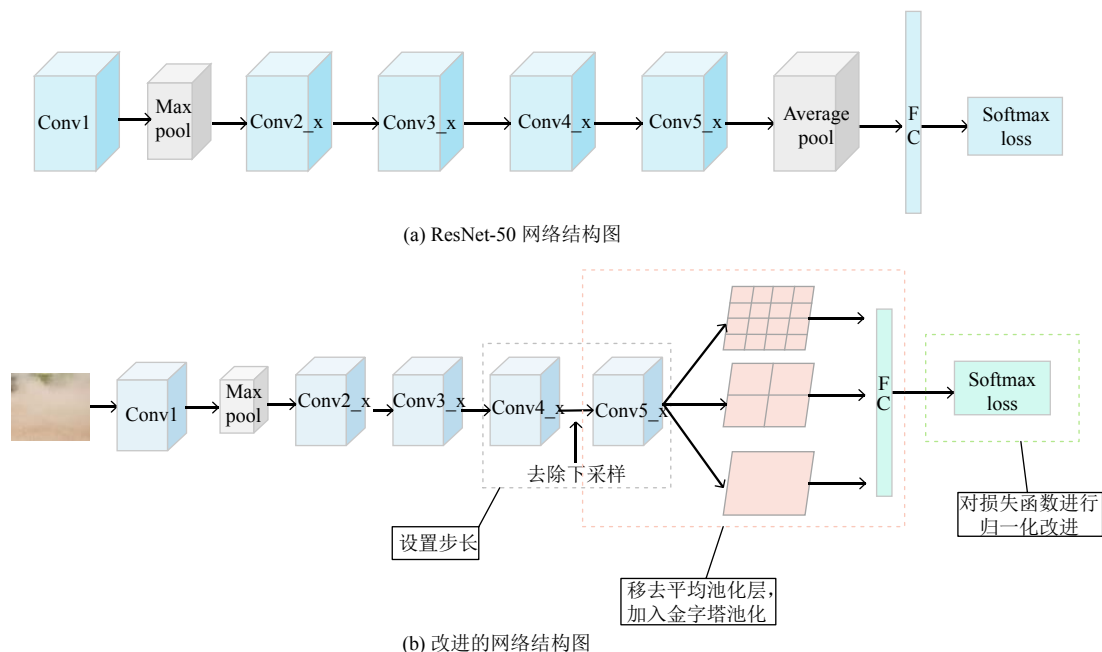 Conv1
Max
pool
Conv2_x
Conv3_x
Conv4_x
Conv5_x
Average
pool
F
C
Softmax
loss
(a) ResNet-50 网络结构图
Conv1
Max
pool
Conv2_x
Conv3_x
Conv4_x
Conv5_x
去除下采样
F
C
Softmax
loss
设置步长
移去平均池化层,
加入金字塔池化
对损失函数进行
归一化改进
(b) 改进的网络结构图